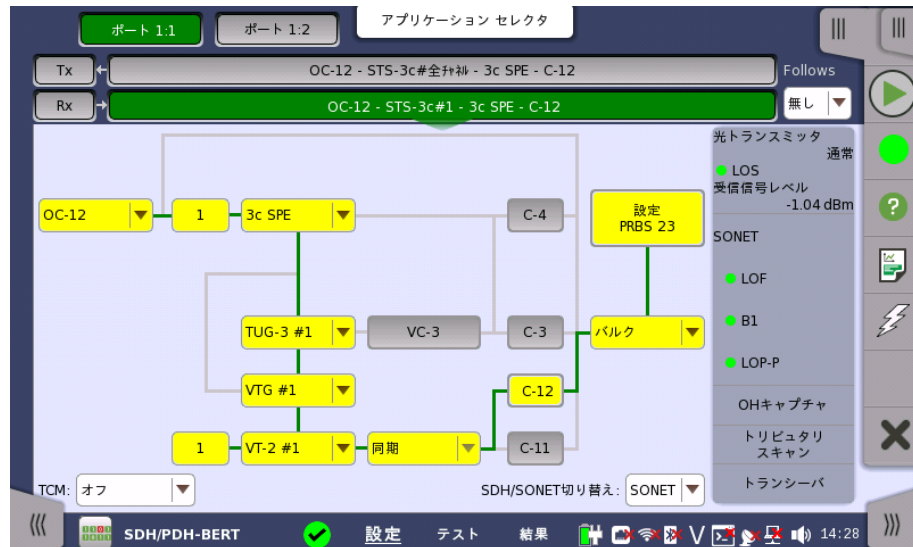 アプリケーション セレクタ
ポート 1:1
ポート 1:2
Tx
OC-12 - STS-3c#全ﾁｬﾈﾙ - 3c SPE - C-12
Follows
Rx
OC-12 - STS-3c#1 - 3c SPE - C-12
無し
光トランスミッタ
通常
LOS
受信信号レベル
-1.04 dBm
OC-12
1
3c SPE
C-4
設定
PRBS 23
SONET
LOF
TUG-3 #1
VC-3
C-3
バルク
B1
LOP-P
VTG #1
C-12
OHキャプチャ
1
VT-2 #1
同期
C-11
トリビュタリ
スキャン
TCM:
オフ
SDH/SONET切り替え:
SONET
トランシーバ
SDH/PDH-BERT
設定
テスト
結果
14:28